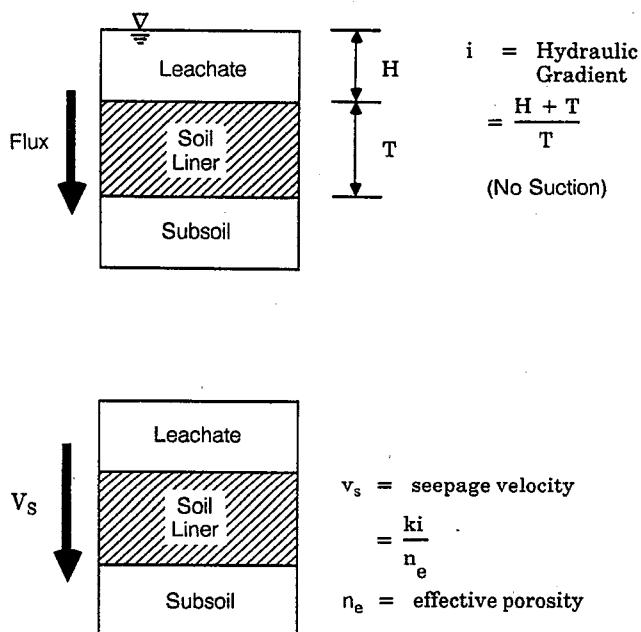 Leachate
Soil
Liner
Subsoil
Flux
H
T
i = Hydraulic
Gradient
= H + T / T
(No Suction)
Leachate
Soil
Liner
Subsoil
Vs
vs = seepage velocity
= ki / ne
ne = effective porosity